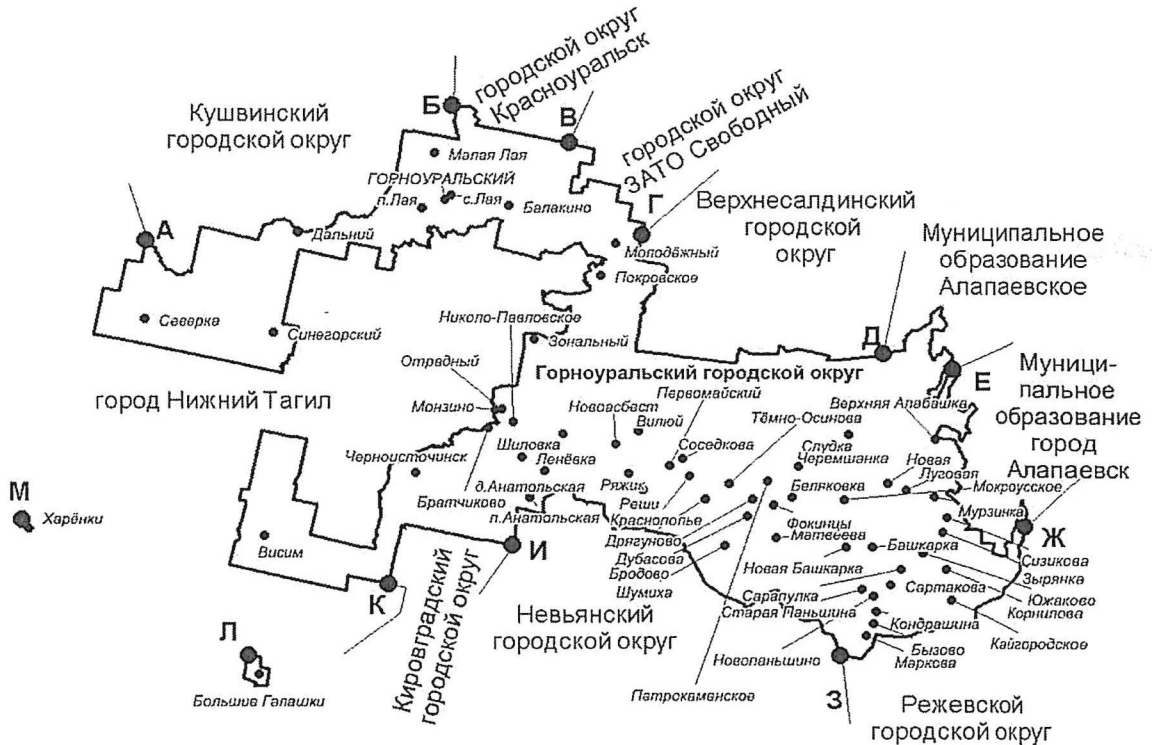 городской округ
Красноуральск
Б
В
Кушвинский
городской округ
городской округ
ЗАТО Свободный
Малая Лая
ГОРНОУРАЛЬСКИЙ
п.Лая
с.Лая
Балакино
Г
Верхнесалдинский
городской
округ
А
Дальний
Молодёжный
Покровское
Муниципальное
образование
Алапаевское
Северка
Синегорский
Николо-Павловское
Зональный
Д
Е
Отрадный
Горноуральский городской округ
Муници-
пальное
образование
город
Алапаевск
город Нижний Тагил
Монзино
Первомайский
Новоасбест
Вилюй
Тёмно-Осинова
Верхняя Алабашка
Шиловка
Соседкова
Слудка
Черемшанка
Новая
Луговая
Черноисточинск
Ленёвка
Ряжик
Беляковка
Мокроусское
М
Харёнки
Братчиково
д.Анатольская
п.Анатольская
Реши
Краснополье
Фокинцы
Мурзинка
Ж
Висим
И
Дрягуново
Матвеева
Башкарка
Сизикова
Дубасова
Бродово
Новая Башкарка
Зырянка
К
Шумиха
Сарапулка
Сартакова
Южаково
Кировградский
городской округ
Невьянский
городской округ
Старая Паньшина
Корнилова
Л
Кондрашина
Кайгородское
Новопаньшино
Бызово
Маркова
Большие Галашки
Петрокаменское
З
Режевской
городской округ